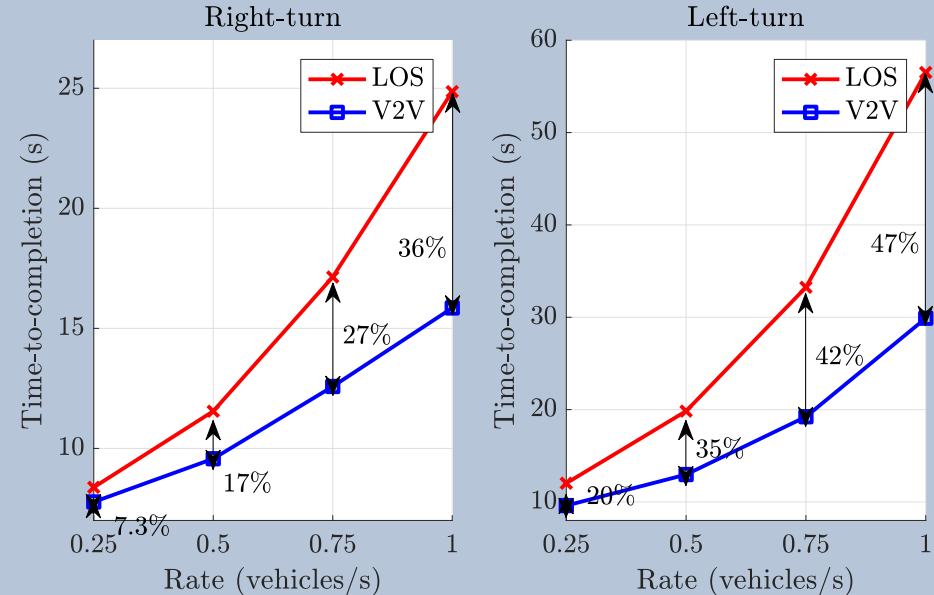 Right-turn
Time-to-completion (s)
25
20
15
10
LOS
V2V
36%
27%
17%
7.3%
0.25
0.5
0.75
1
Rate (vehicles/s)
Left-turn
Time-to-completion (s)
60
50
40
30
20
10
LOS
V2V
47%
42%
35%
20%
0.25
0.5
0.75
1
Rate (vehicles/s)